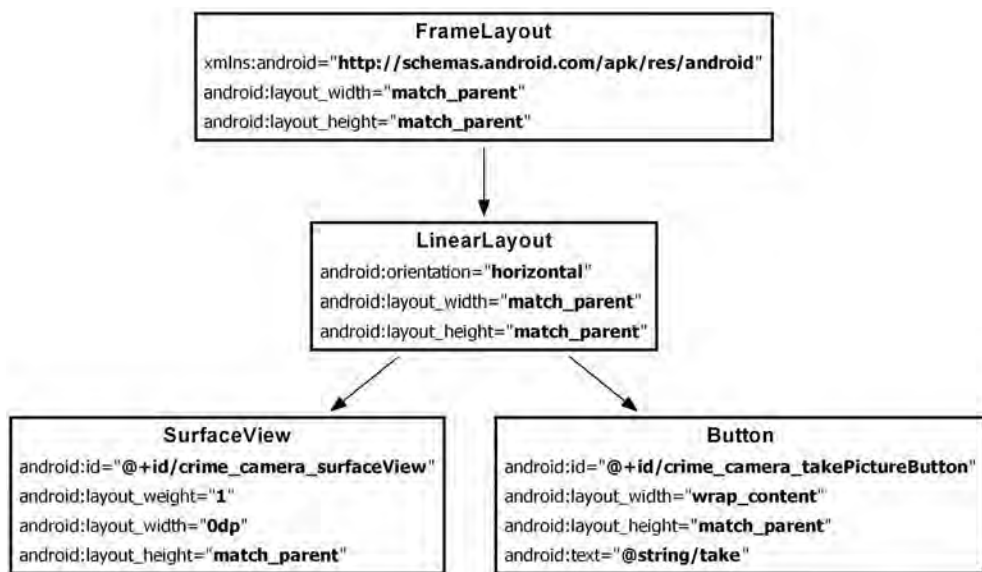 FrameLayout
xmlns:android="http://schemas.android.com/apk/res/android"
android:layout_width="match_parent"
android:layout_height="match_parent"
LinearLayout
android:orientation="horizontal"
android:layout_width="match_parent"
android:layout_height="match_parent"
SurfaceView
android:id="@+id/crime_camera_surfaceView"
android:layout_weight="1"
android:layout_width="0dp"
android:layout_height="match_parent"
Button
android:id="@+id/crime_camera_takePictureButton"
android:layout_width="wrap_content"
android:layout_height="match_parent"
android:text="@string/take"